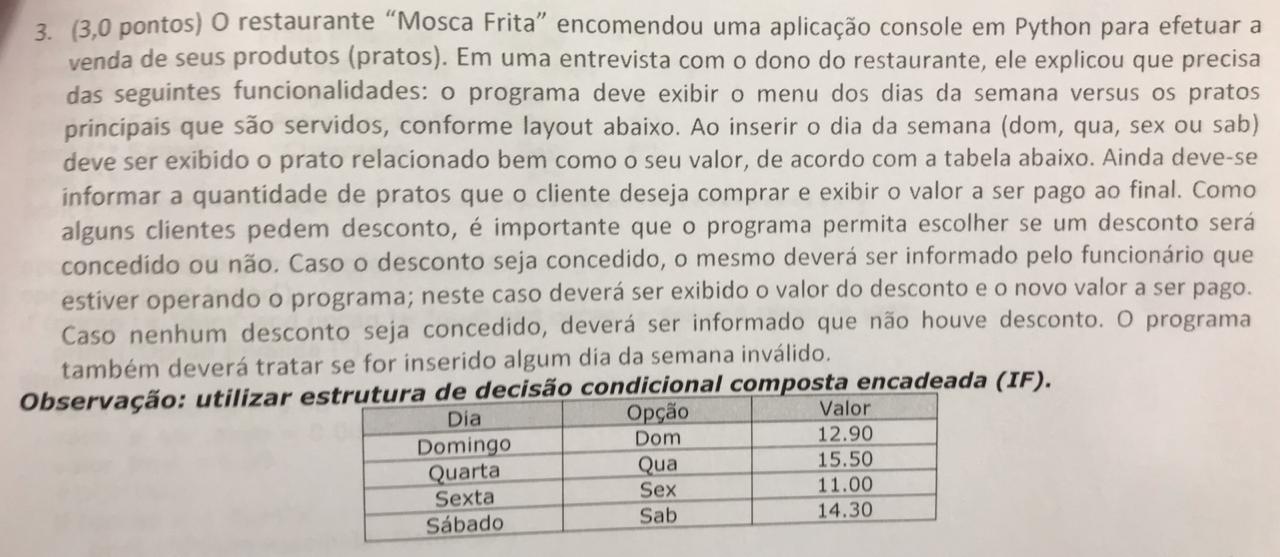 3. (3,0 pontos) O restaurante “Mosca Frita” encomendou uma aplicação console em Python para efetuar a
venda de seus produtos (pratos). Em uma entrevista com o dono do restaurante, ele explicou que precisa
das seguintes funcionalidades: o programa deve exibir o menu dos dias da semana versus os pratos
principais que são servidos, conforme layout abaixo. Ao inserir o dia da semana (dom, qua, sex ou sab)
deve ser exibido o prato relacionado bem como o seu valor, de acordo com a tabela abaixo. Ainda deve-se
informar a quantidade de pratos que o cliente deseja comprar e exibir o valor a ser pago ao final. Como
alguns clientes pedem desconto, é importante que o programa permita escolher se um desconto será
concedido ou não. Caso o desconto seja concedido, o mesmo deverá ser informado pelo funcionário que
estiver operando o programa; neste caso deverá ser exibido o valor do desconto e o novo valor a ser pago.
Caso nenhum desconto seja concedido, deverá ser informado que não houve desconto. O programa
também deverá tratar se for inserido algum dia da semana inválido.
Observação: utilizar estrutura de decisão condicional composta encadeada (IF).
Dia Opção Valor
Domingo Dom 12.90
Quarta Qua 15.50
Sexta Sex 11.00
Sábado Sab 14.30